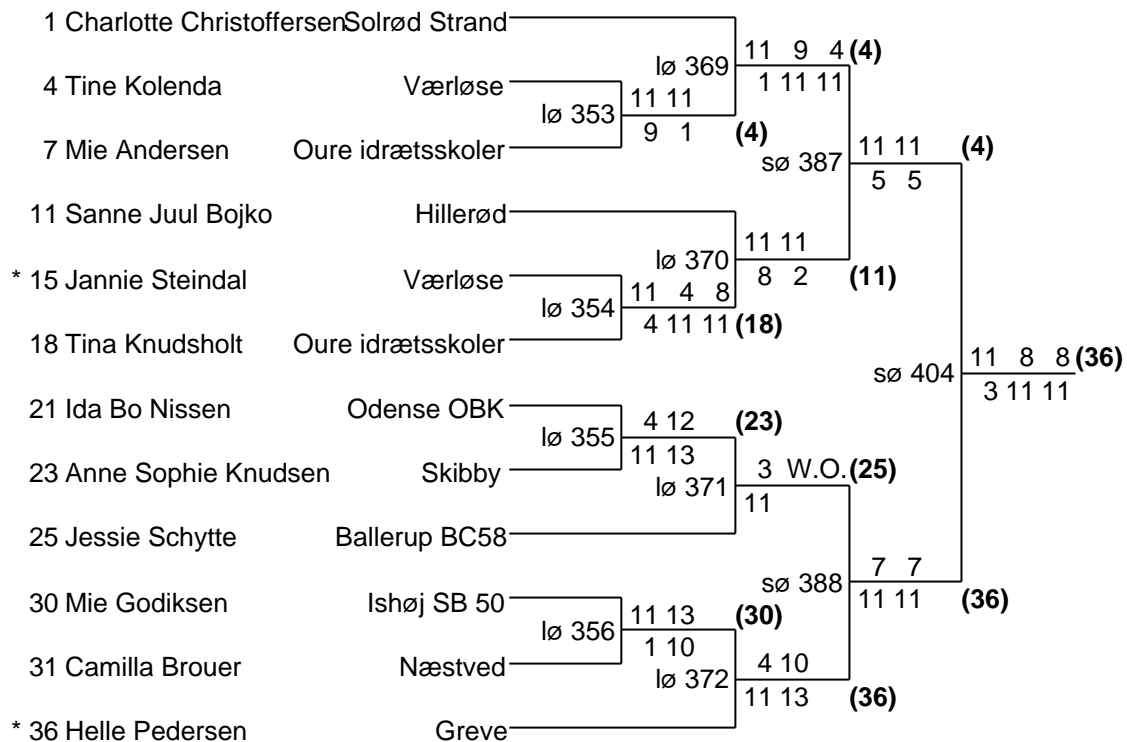 1 Charlotte Christoffersen Solrød Strand
11 9 4 (4)
lø 369
4 Tine Kolenda Værløse
1 11 11
11 11
lø 353
9 1 (4)
11 11 (4)
7 Mie Andersen Oure idrætsskoler
sø 387
5 5
11 Sanne Juul Bojko Hillerød
11 11
lø 370
* 15 Jannie Steindal Værløse
8 2 (11)
11 4 8
lø 354
4 11 11 (18)
18 Tina Knudsholt Oure idrætsskoler
11 8 8 (36)
sø 404
3 11 11
21 Ida Bo Nissen Odense OBK
4 12 (23)
lø 355
11 13
23 Anne Sophie Knudsen Skibby
3 W.O. (25)
lø 371
11
25 Jessie Schytte Ballerup BC58
7 7
sø 388
11 11 (36)
30 Mie Godiksen Ishøj SB 50
11 13 (30)
lø 356
1 10
31 Camilla Brouer Næstved
4 10
lø 372
11 13 (36)
* 36 Helle Pedersen Greve